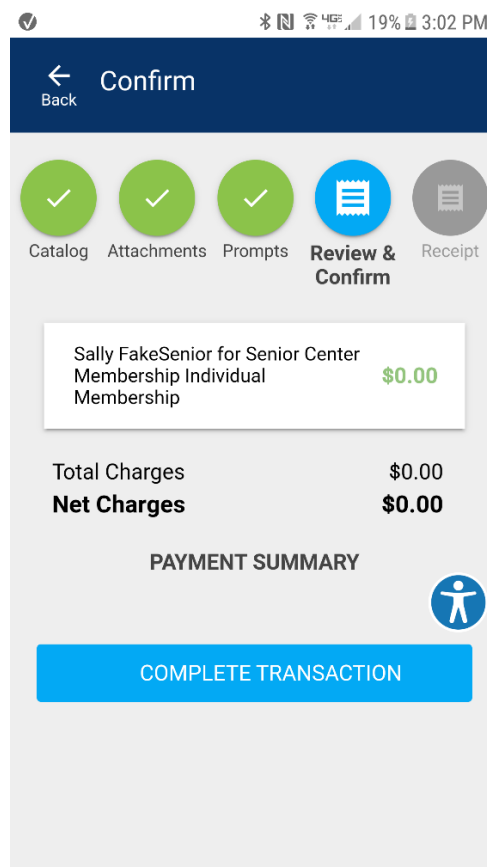 4GE 19% 3:02 PM
Back Confirm
Catalog Attachments Prompts Review & Confirm Receipt
Sally FakeSenior for Senior Center
Membership Individual
Membership
$0.00
Total Charges $0.00
Net Charges $0.00
PAYMENT SUMMARY
COMPLETE TRANSACTION